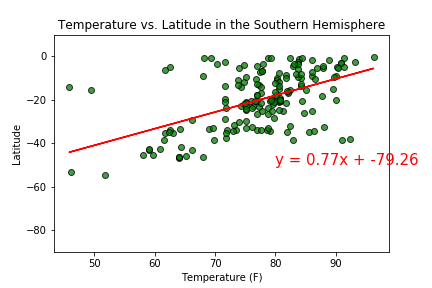 Temperature vs. Latitude in the Southern Hemisphere
0
−20
−40
−60
−80
Latitude
y = 0.77x + -79.26
50
60
70
80
90
Temperature (F)